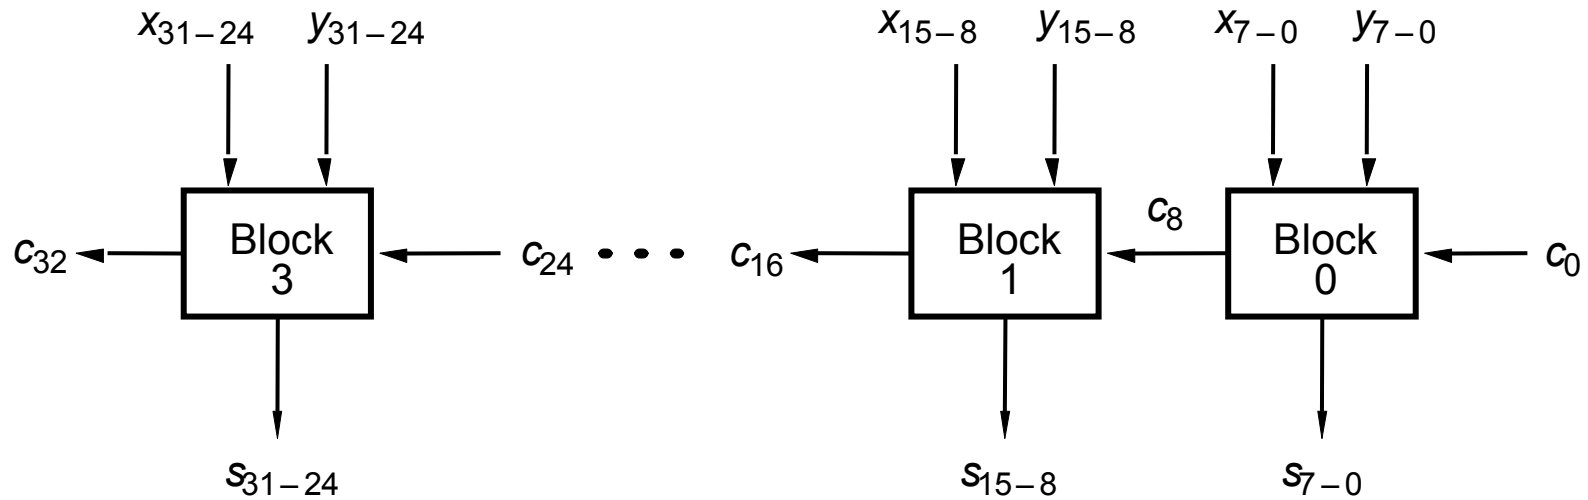 x31–24 y31–24 x15–8 y15–8 x7–0 y7–0
c8
c32 Block 3 c24 • • • c16 Block 1 Block 0 c0
s31–24 s15–8 s7–0